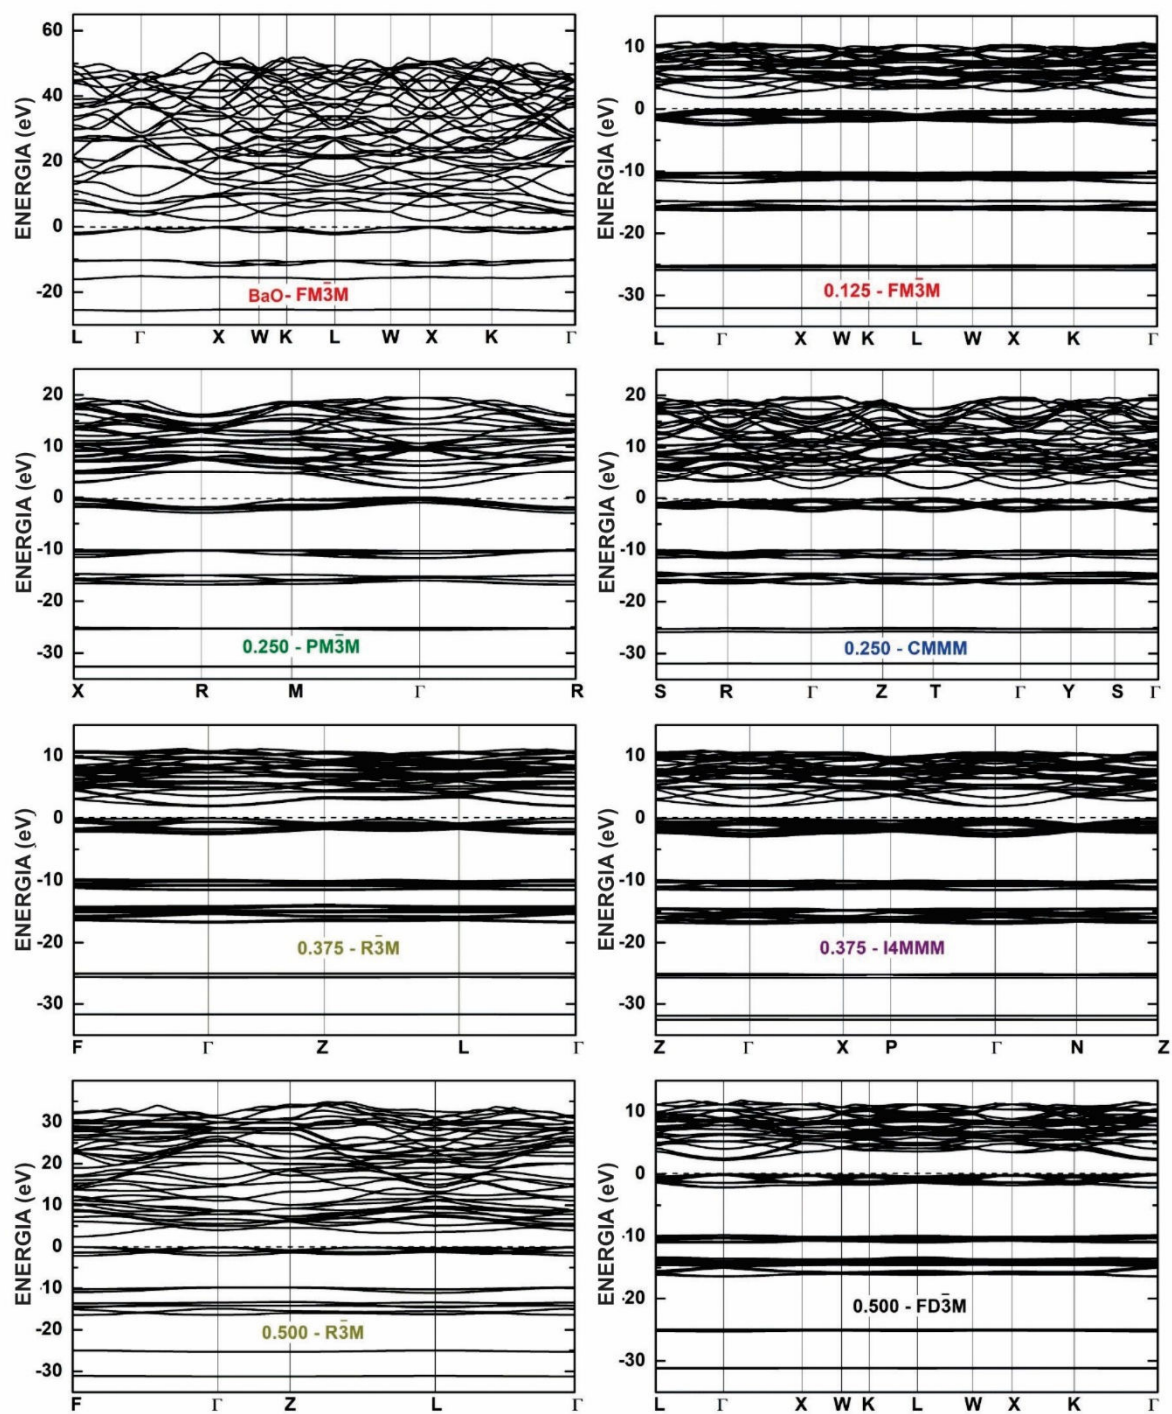 60
40
20
0
-20
ENERGIA (eV)
BaO- FM3̄M
L Γ X W K L W X K Γ
10
0
-10
-20
-30
ENERGIA (eV)
0.125 - FM3̄M
L Γ X W K L W X K Γ
20
10
0
-10
-20
-30
ENERGIA (eV)
0.250 - PM3̄M
X R M Γ R
20
10
0
-10
-20
-30
ENERGIA (eV)
0.250 - CMMM
S R Γ Z T Γ Y S Γ
10
0
-10
-20
-30
ENERGIA (eV)
0.375 - R3̄M
F Γ Z L Γ
10
0
-10
-20
-30
ENERGIA (eV)
0.375 - I4MMM
Z Γ X P Γ N Z
30
20
10
0
-10
-20
-30
ENERGIA (eV)
0.500 - R3̄M
F Γ Z L Γ
10
0
-10
-20
-30
ENERGIA (eV)
0.500 - FD3̄M
L Γ X W K L W X K Γ